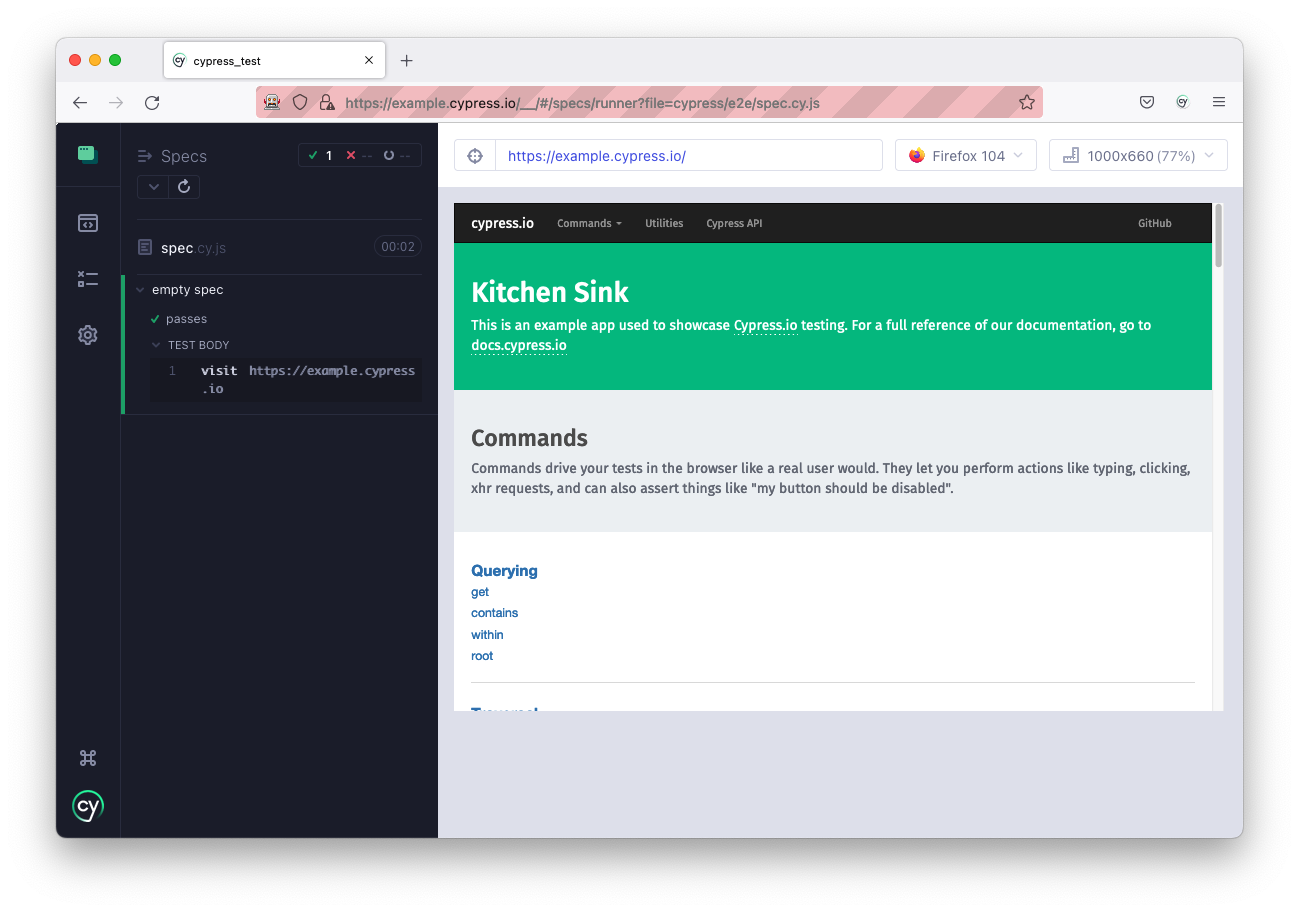 cy cypress_test
https://example.cypress.io/__/#/specs/runner?file=cypress/e2e/spec.cy.js
cy
Specs
1 -- --
spec.cy.js 00:02
empty spec
passes
TEST BODY
1 visit https://example.cypress
.io
cy
https://example.cypress.io/
Firefox 104
1000x660 (77%)
cypress.io Commands Utilities Cypress API GitHub
Kitchen Sink
This is an example app used to showcase Cypress.io testing. For a full reference of our documentation, go to
docs.cypress.io
Commands
Commands drive your tests in the browser like a real user would. They let you perform actions like typing, clicking,
xhr requests, and can also assert things like "my button should be disabled".
Querying
get
contains
within
root